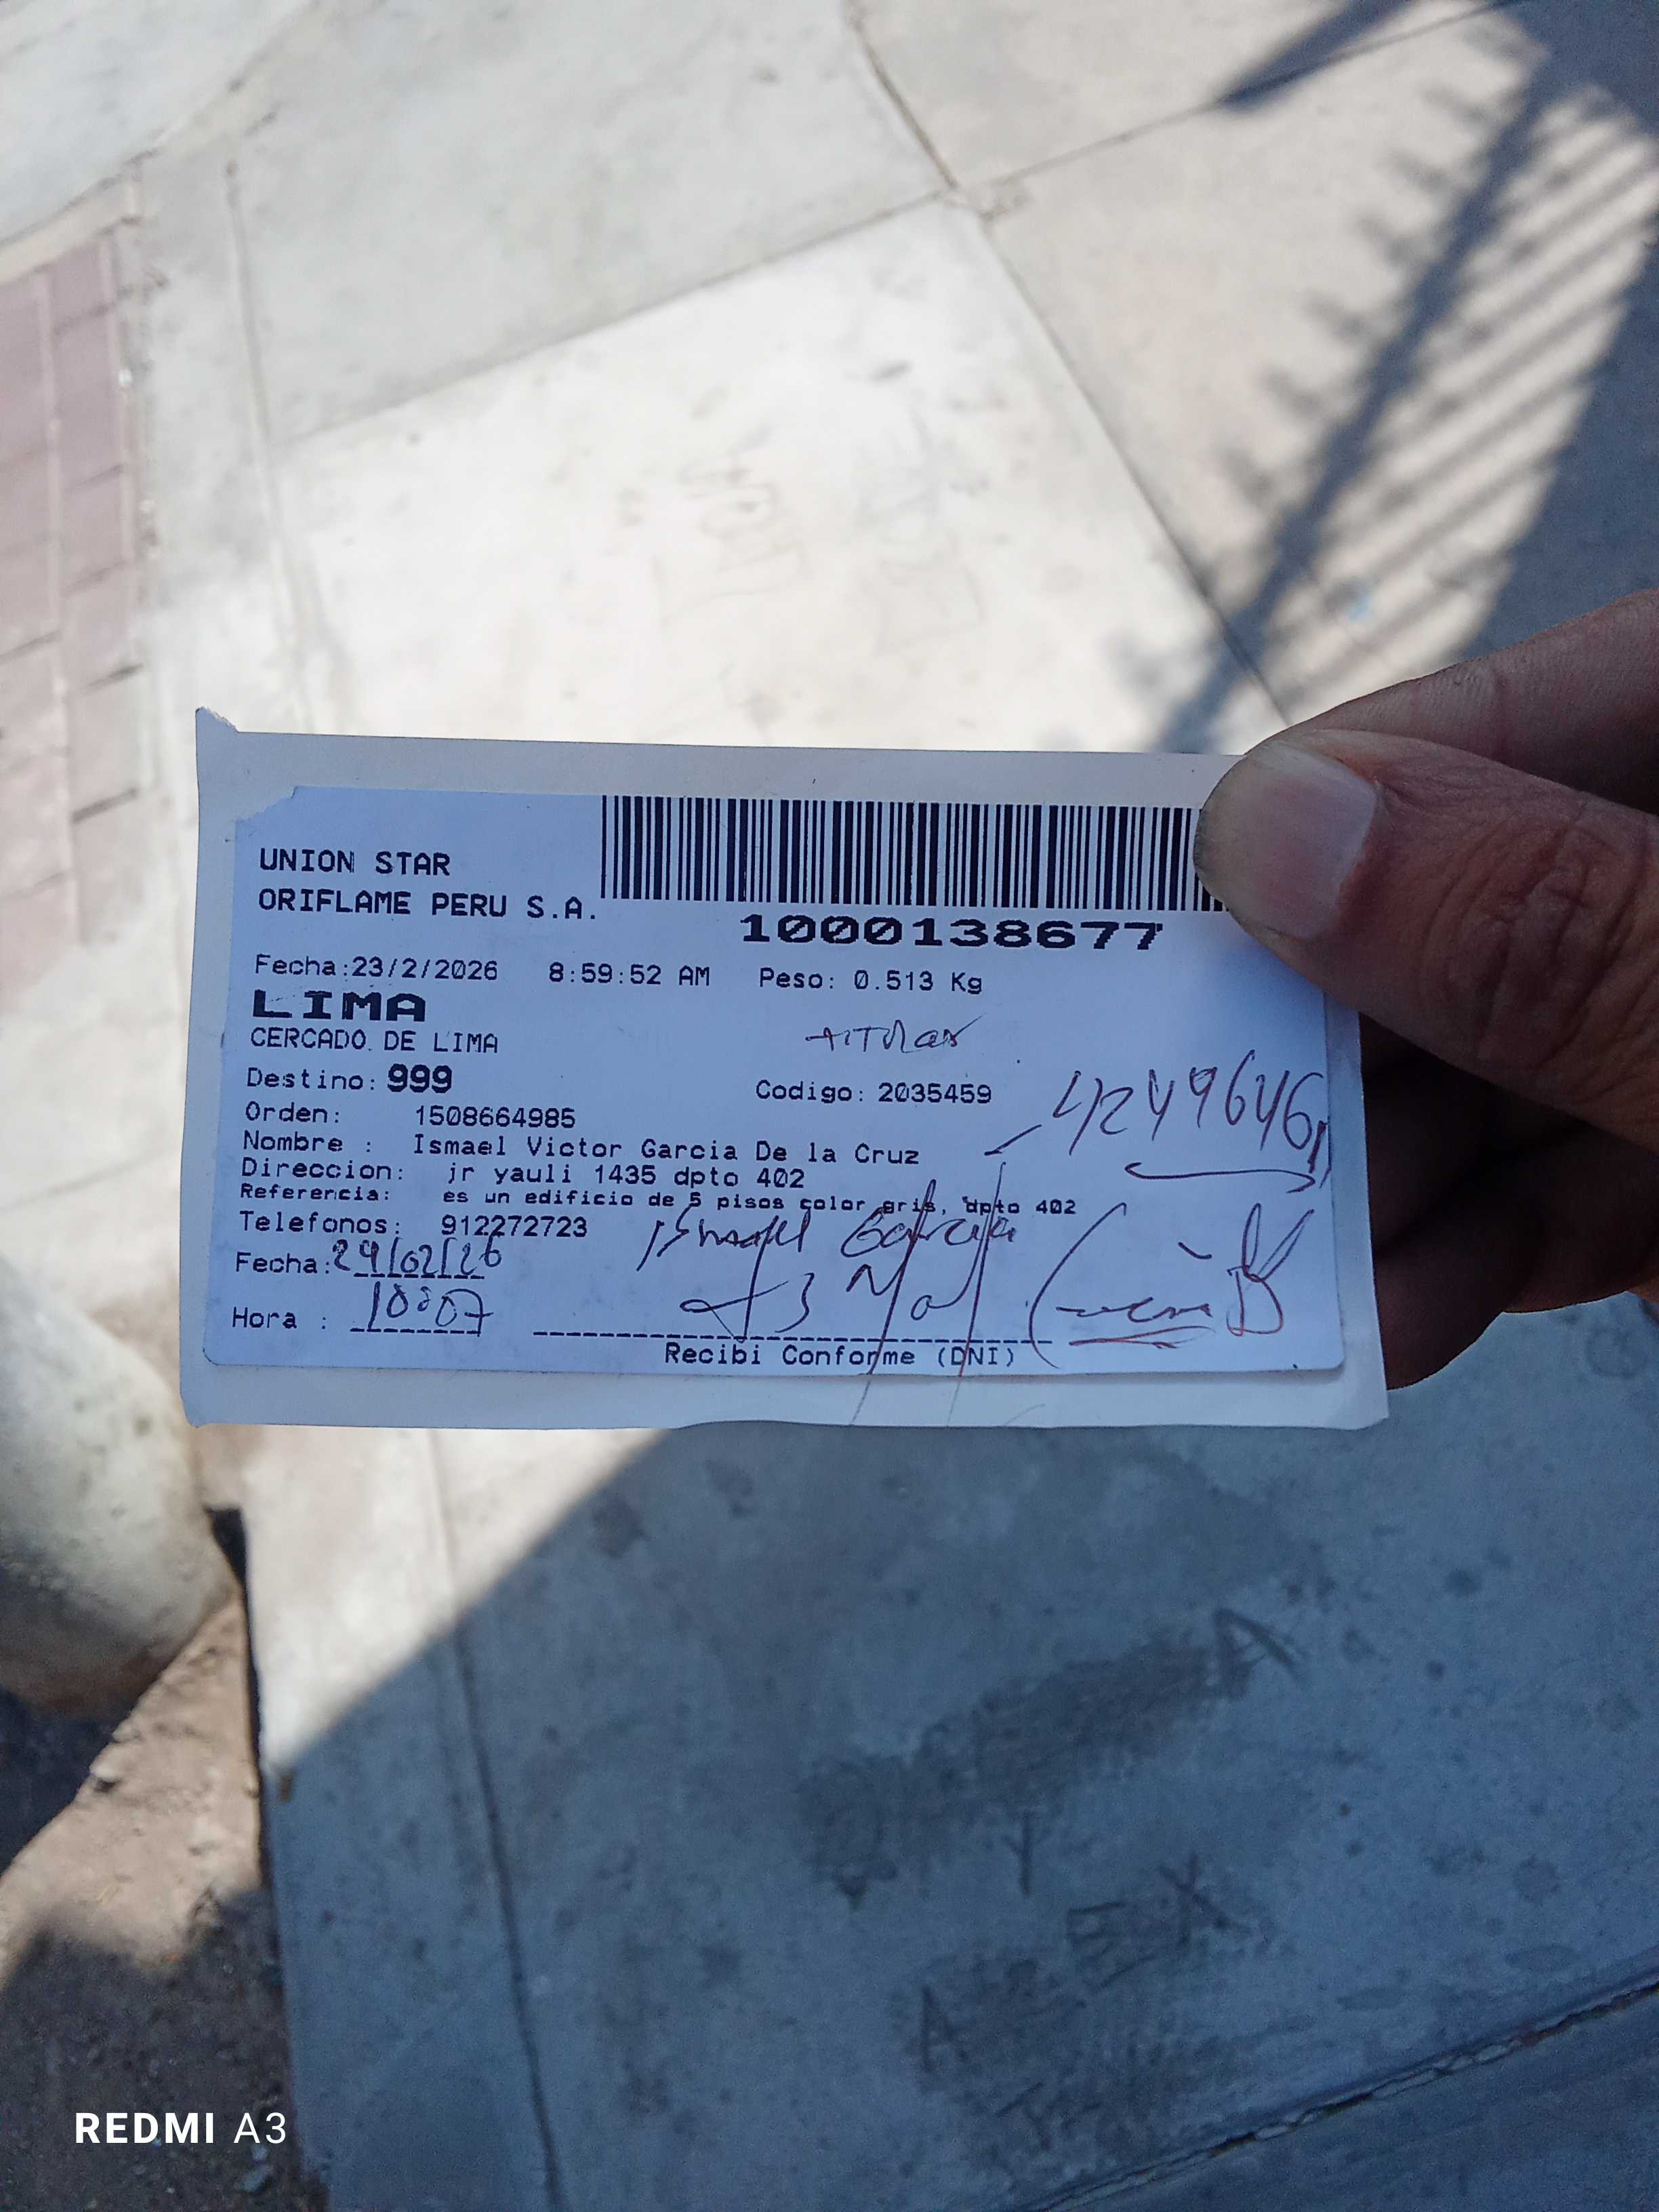 UNION STAR
ORIFLAME PERU S.A.
1000138677
Fecha:23/2/2026 8:59:52 AM Peso: 0.513 Kg
LIMA
CERCADO DE LIMA
TiTular
Destino: 999 Codigo: 2035459
42449646
Orden: 1508664985
Nombre : Ismael Victor Garcia De la Cruz
Direccion: jr yauli 1435 dpto 402
Referencia: es un edificio de 5 pisos color gris, dpto 402
Telefonos: 912272723
Ismael Garcia
Fecha:24/02/26
Hora : 10:07
Recibi Conforme (DNI)
REDMI A3